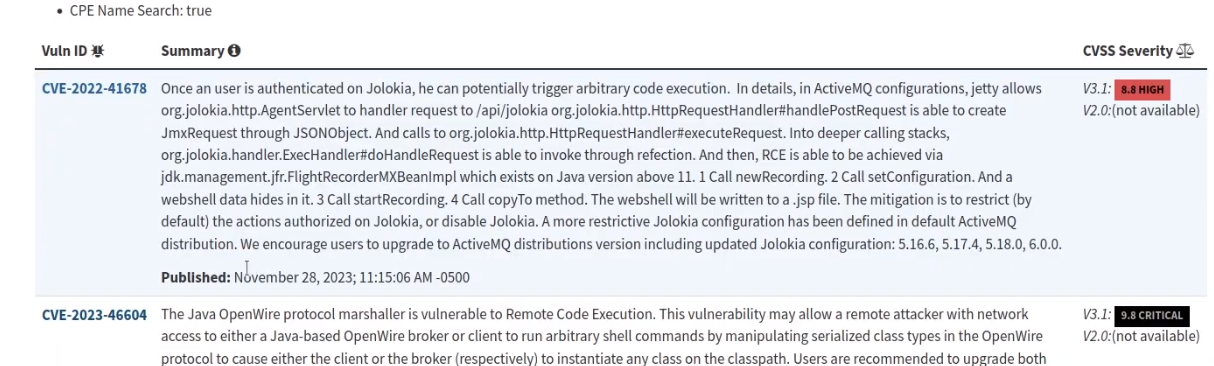 CPE Name Search: true
Vuln ID Summary CVSS Severity
CVE-2022-41678 Once an user is authenticated on Jolokia, he can potentially trigger arbitrary code execution. In details, in ActiveMQ configurations, jetty allows V3.1: 8.8 HIGH
org.jolokia.http.AgentServlet to handler request to /api/jolokia org.jolokia.http.HttpRequestHandler#handlePostRequest is able to create V2.0:(not available)
JmxRequest through JSONObject. And calls to org.jolokia.http.HttpRequestHandler#executeRequest. Into deeper calling stacks,
org.jolokia.handler.ExecHandler#doHandleRequest is able to invoke through refection. And then, RCE is able to be achieved via
jdk.management.jfr.FlightRecorderMXBeanImpl which exists on Java version above 11. 1 Call newRecording. 2 Call setConfiguration. And a
webshell data hides in it. 3 Call startRecording. 4 Call copyTo method. The webshell will be written to a .jsp file. The mitigation is to restrict (by
default) the actions authorized on Jolokia, or disable Jolokia. A more restrictive Jolokia configuration has been defined in default ActiveMQ
distribution. We encourage users to upgrade to ActiveMQ distributions version including updated Jolokia configuration: 5.16.6, 5.17.4, 5.18.0, 6.0.0.
Published: November 28, 2023; 11:15:06 AM -0500
CVE-2023-46604 The Java OpenWire protocol marshaller is vulnerable to Remote Code Execution. This vulnerability may allow a remote attacker with network V3.1: 9.8 CRITICAL
access to either a Java-based OpenWire broker or client to run arbitrary shell commands by manipulating serialized class types in the OpenWire V2.0:(not available)
protocol to cause either the client or the broker (respectively) to instantiate any class on the classpath. Users are recommended to upgrade both